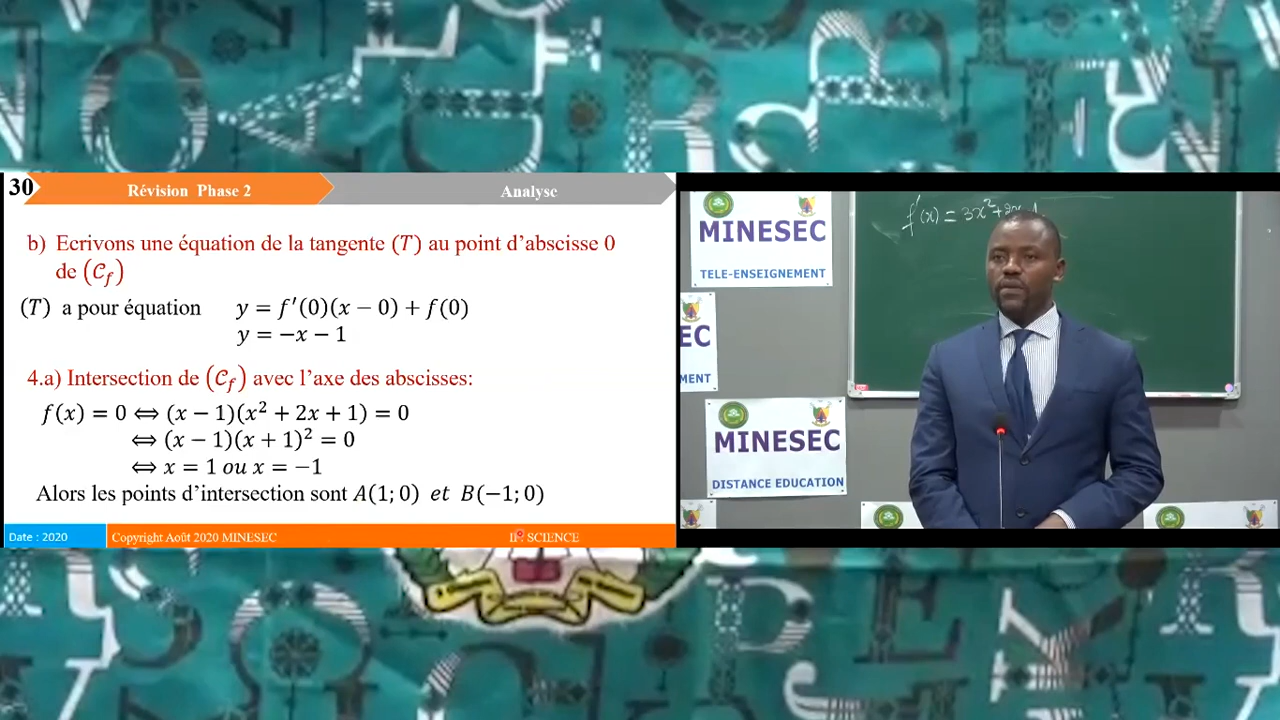 30
Révision Phase 2
Analyse
b) Ecrivons une équation de la tangente (T) au point d'abscisse 0
de (𝒞f)
(T) a pour équation y = f′(0)(x − 0) + f(0)
y = −x − 1
4.a) Intersection de (𝒞f) avec l'axe des abscisses:
f(x) = 0 ⟺ (x − 1)(x² + 2x + 1) = 0
⟺ (x − 1)(x + 1)² = 0
⟺ x = 1 ou x = −1
Alors les points d'intersection sont A(1; 0) et B(−1; 0)
Date : 2020
Copyright Août 2020 MINESEC
SCIENCE
f'(x) = 3x²+2x-1
MINESEC
TELE-ENSEIGNEMENT
EC
MENT
MINESEC
DISTANCE EDUCATION